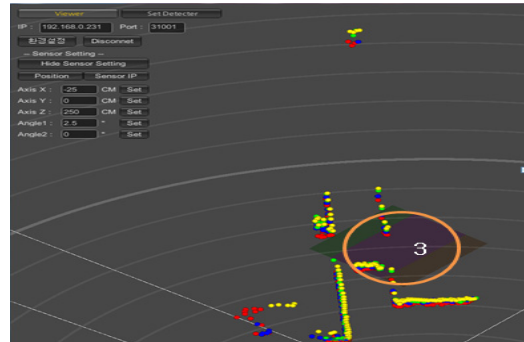 Viewer Set Detecter
IP : 192.168.0.231 Port : 31001
환경설정 Disconnet
-- Sensor Setting --
Hide Sensor Setting
Position Sensor IP
Axis X : -25 CM Set
Axis Y : 0 CM Set
Axis Z : 250 CM Set
Angle1 : 2.5 ° Set
Angle2 : 0 ° Set
3